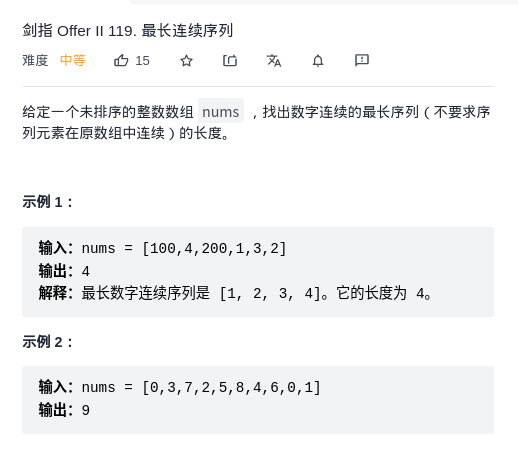 剑指 Offer II 119. 最长连续序列
难度 中等 15
给定一个未排序的整数数组 nums ，找出数字连续的最长序列（不要求序
列元素在原数组中连续）的长度。
示例 1：
输入：nums = [100,4,200,1,3,2]
输出：4
解释：最长数字连续序列是 [1, 2, 3, 4]。它的长度为 4。
示例 2：
输入：nums = [0,3,7,2,5,8,4,6,0,1]
输出：9